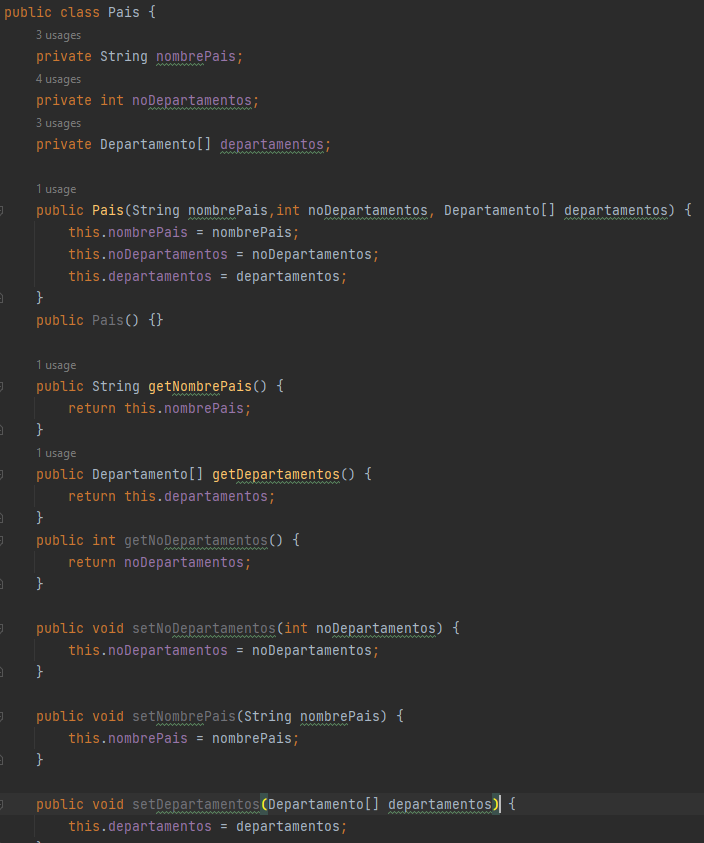 public class Pais {
3 usages
private String nombrePais;
4 usages
private int noDepartamentos;
3 usages
private Departamento[] departamentos;
1 usage
public Pais(String nombrePais,int noDepartamentos, Departamento[] departamentos) {
this.nombrePais = nombrePais;
this.noDepartamentos = noDepartamentos;
this.departamentos = departamentos;
}
public Pais() {}
1 usage
public String getNombrePais() {
return this.nombrePais;
}
1 usage
public Departamento[] getDepartamentos() {
return this.departamentos;
}
public int getNoDepartamentos() {
return noDepartamentos;
}
public void setNoDepartamentos(int noDepartamentos) {
this.noDepartamentos = noDepartamentos;
}
public void setNombrePais(String nombrePais) {
this.nombrePais = nombrePais;
}
public void setDepartamentos(Departamento[] departamentos) {
this.departamentos = departamentos;
}